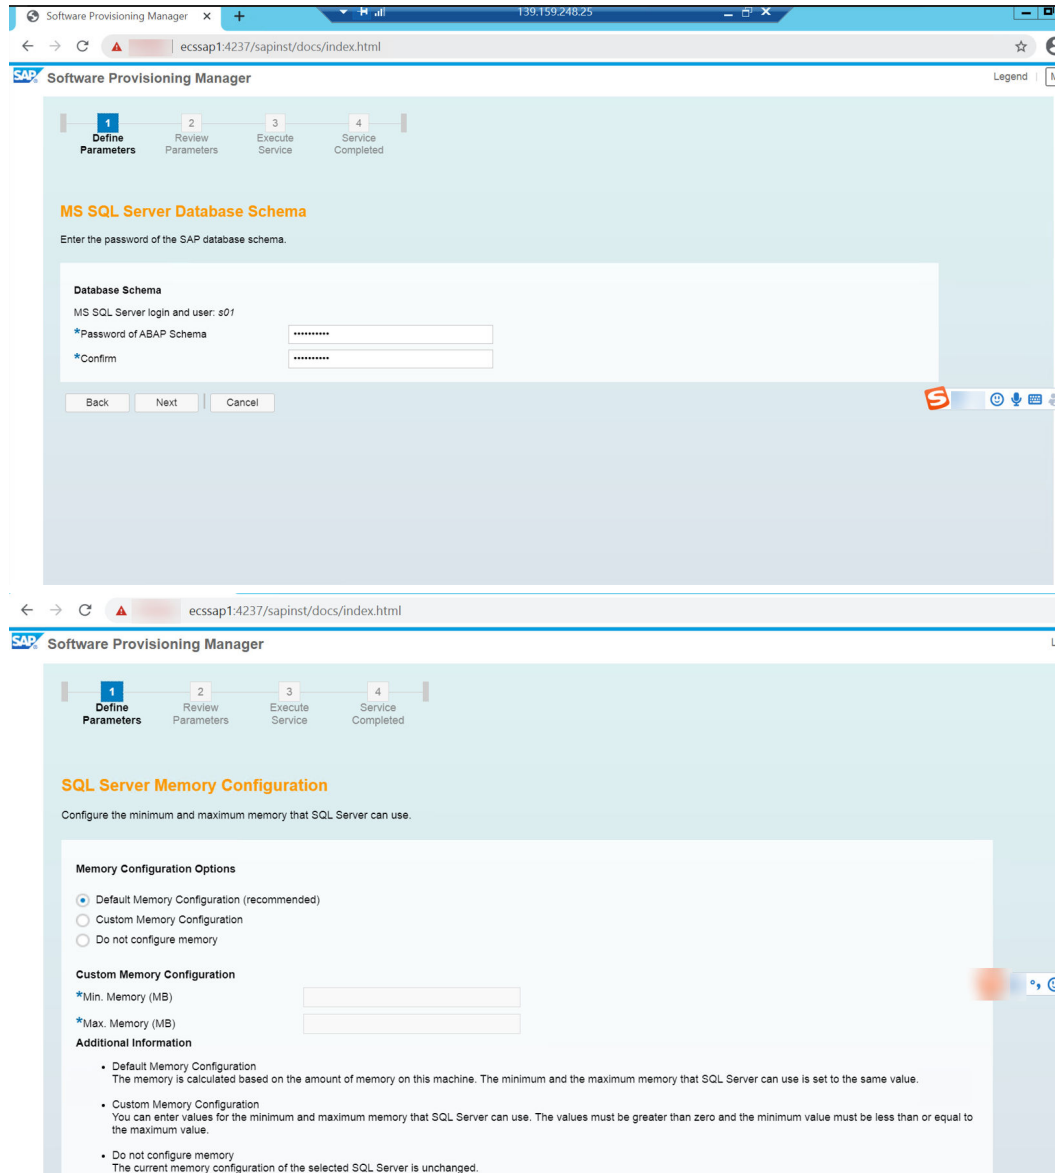 Software Provisioning Manager
139.159.248.25
ecssap1:4237/sapinst/docs/index.html
SAP Software Provisioning Manager
Legend
1 2 3 4
Define Review Execute Service
Parameters Parameters Service Completed
MS SQL Server Database Schema
Enter the password of the SAP database schema.
Database Schema
MS SQL Server login and user: s01
*Password of ABAP Schema ••••••••••
*Confirm ••••••••••
Back Next Cancel
ecssap1:4237/sapinst/docs/index.html
SAP Software Provisioning Manager
1 2 3 4
Define Review Execute Service
Parameters Parameters Service Completed
SQL Server Memory Configuration
Configure the minimum and maximum memory that SQL Server can use.
Memory Configuration Options
Default Memory Configuration (recommended)
Custom Memory Configuration
Do not configure memory
Custom Memory Configuration
*Min. Memory (MB)
*Max. Memory (MB)
Additional Information
• Default Memory Configuration
The memory is calculated based on the amount of memory on this machine. The minimum and the maximum memory that SQL Server can use is set to the same value.
• Custom Memory Configuration
You can enter values for the minimum and maximum memory that SQL Server can use. The values must be greater than zero and the minimum value must be less than or equal to
the maximum value.
• Do not configure memory
The current memory configuration of the selected SQL Server is unchanged.